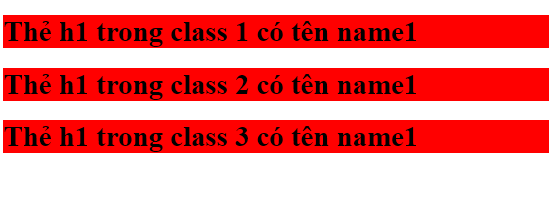 Thẻ h1 trong class 1 có tên name1
Thẻ h1 trong class 2 có tên name1
Thẻ h1 trong class 3 có tên name1